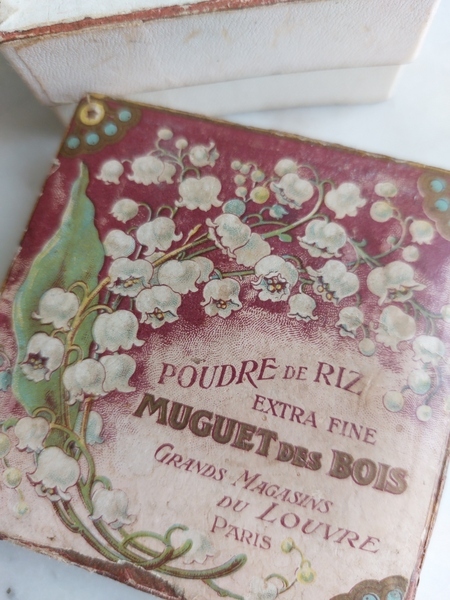 POUDRE DE RIZ
EXTRA FINE
MUGUET DES BOIS
GRANDS MAGASINS
DU LOUVRE
PARIS